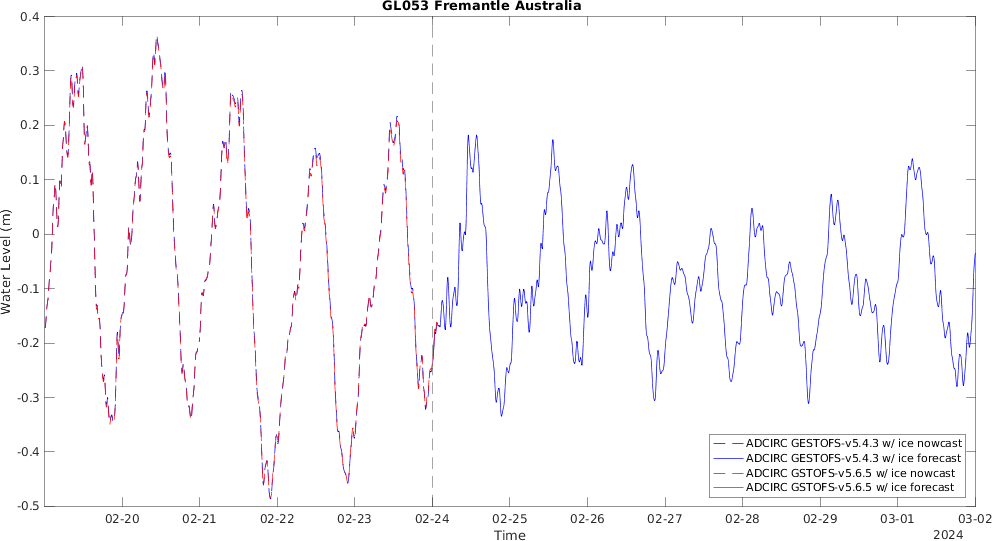 GL053 Fremantle Australia
0.4
0.3
0.2
0.1
0
-0.1
-0.2
-0.3
-0.4
-0.5
Water Level (m)
ADCIRC GESTOFS-v5.4.3 w/ ice nowcast
ADCIRC GESTOFS-v5.4.3 w/ ice forecast
ADCIRC GSTOFS-v5.6.5 w/ ice nowcast
ADCIRC GSTOFS-v5.6.5 w/ ice forecast
02-20 02-21 02-22 02-23 02-24 02-25 02-26 02-27 02-28 02-29 03-01 03-02
Time
2024